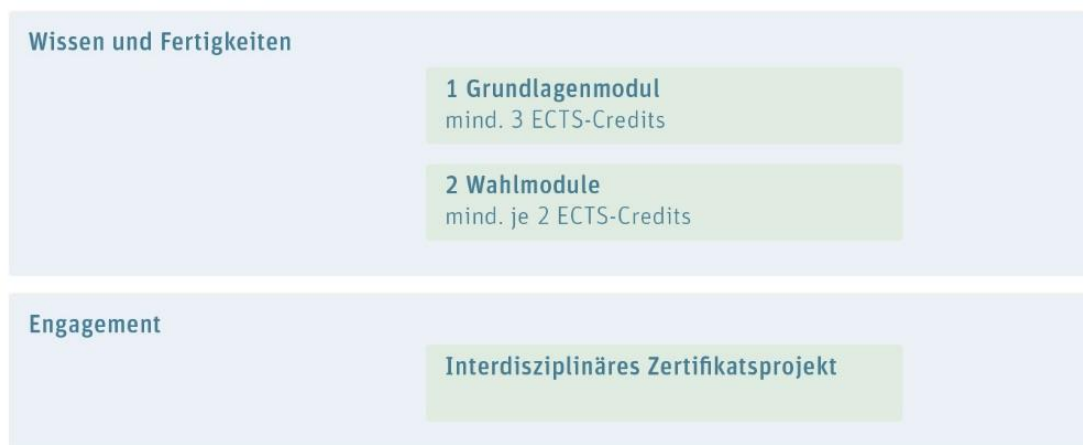 Wissen und Fertigkeiten
1 Grundlagenmodul
mind. 3 ECTS-Credits
2 Wahlmodule
mind. je 2 ECTS-Credits
Engagement
Interdisziplinäres Zertifikatsprojekt